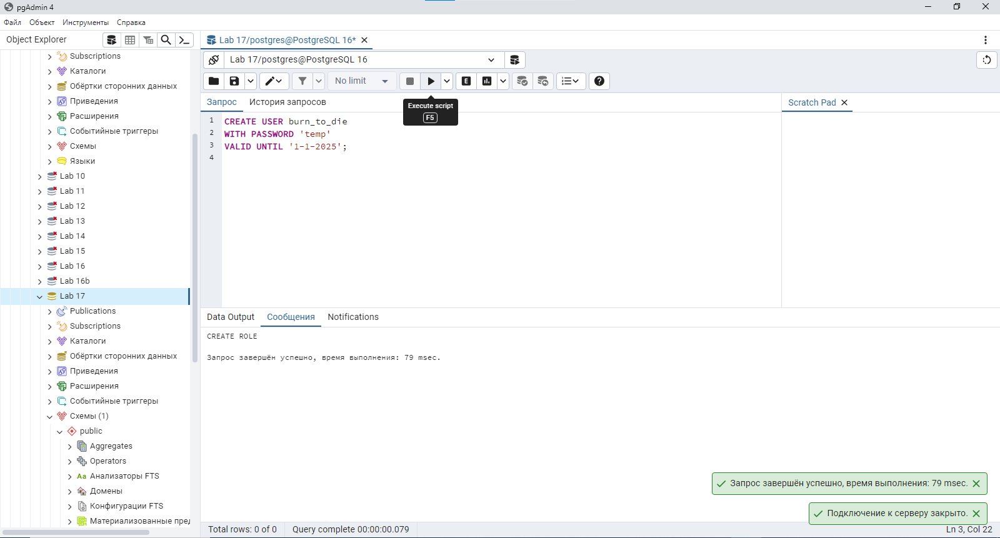 pgAdmin 4
Файл Объект Инструменты Справка
Object Explorer
Subscriptions
Каталоги
Обёртки сторонних данных
Приведения
Расширения
Событийные триггеры
Схемы
Языки
Lab 10
Lab 11
Lab 12
Lab 13
Lab 14
Lab 15
Lab 16
Lab 16b
Lab 17
Publications
Subscriptions
Каталоги
Обёртки сторонних данных
Приведения
Расширения
Событийные триггеры
Схемы (1)
public
Aggregates
Operators
Aa Анализаторы FTS
Домены
Конфигурации FTS
Материализованные пред
Lab 17/postgres@PostgreSQL 16*
Lab 17/postgres@PostgreSQL 16
No limit
E
Запрос История запросов
Execute script
F5
Scratch Pad
1 CREATE USER burn_to_die
2 WITH PASSWORD 'temp'
3 VALID UNTIL '1-1-2025';
4
Data Output Сообщения Notifications
CREATE ROLE
Запрос завершён успешно, время выполнения: 79 msec.
Запрос завершён успешно, время выполнения: 79 msec.
Подключение к серверу закрыто.
Total rows: 0 of 0 Query complete 00:00:00.079 Ln 3, Col 22